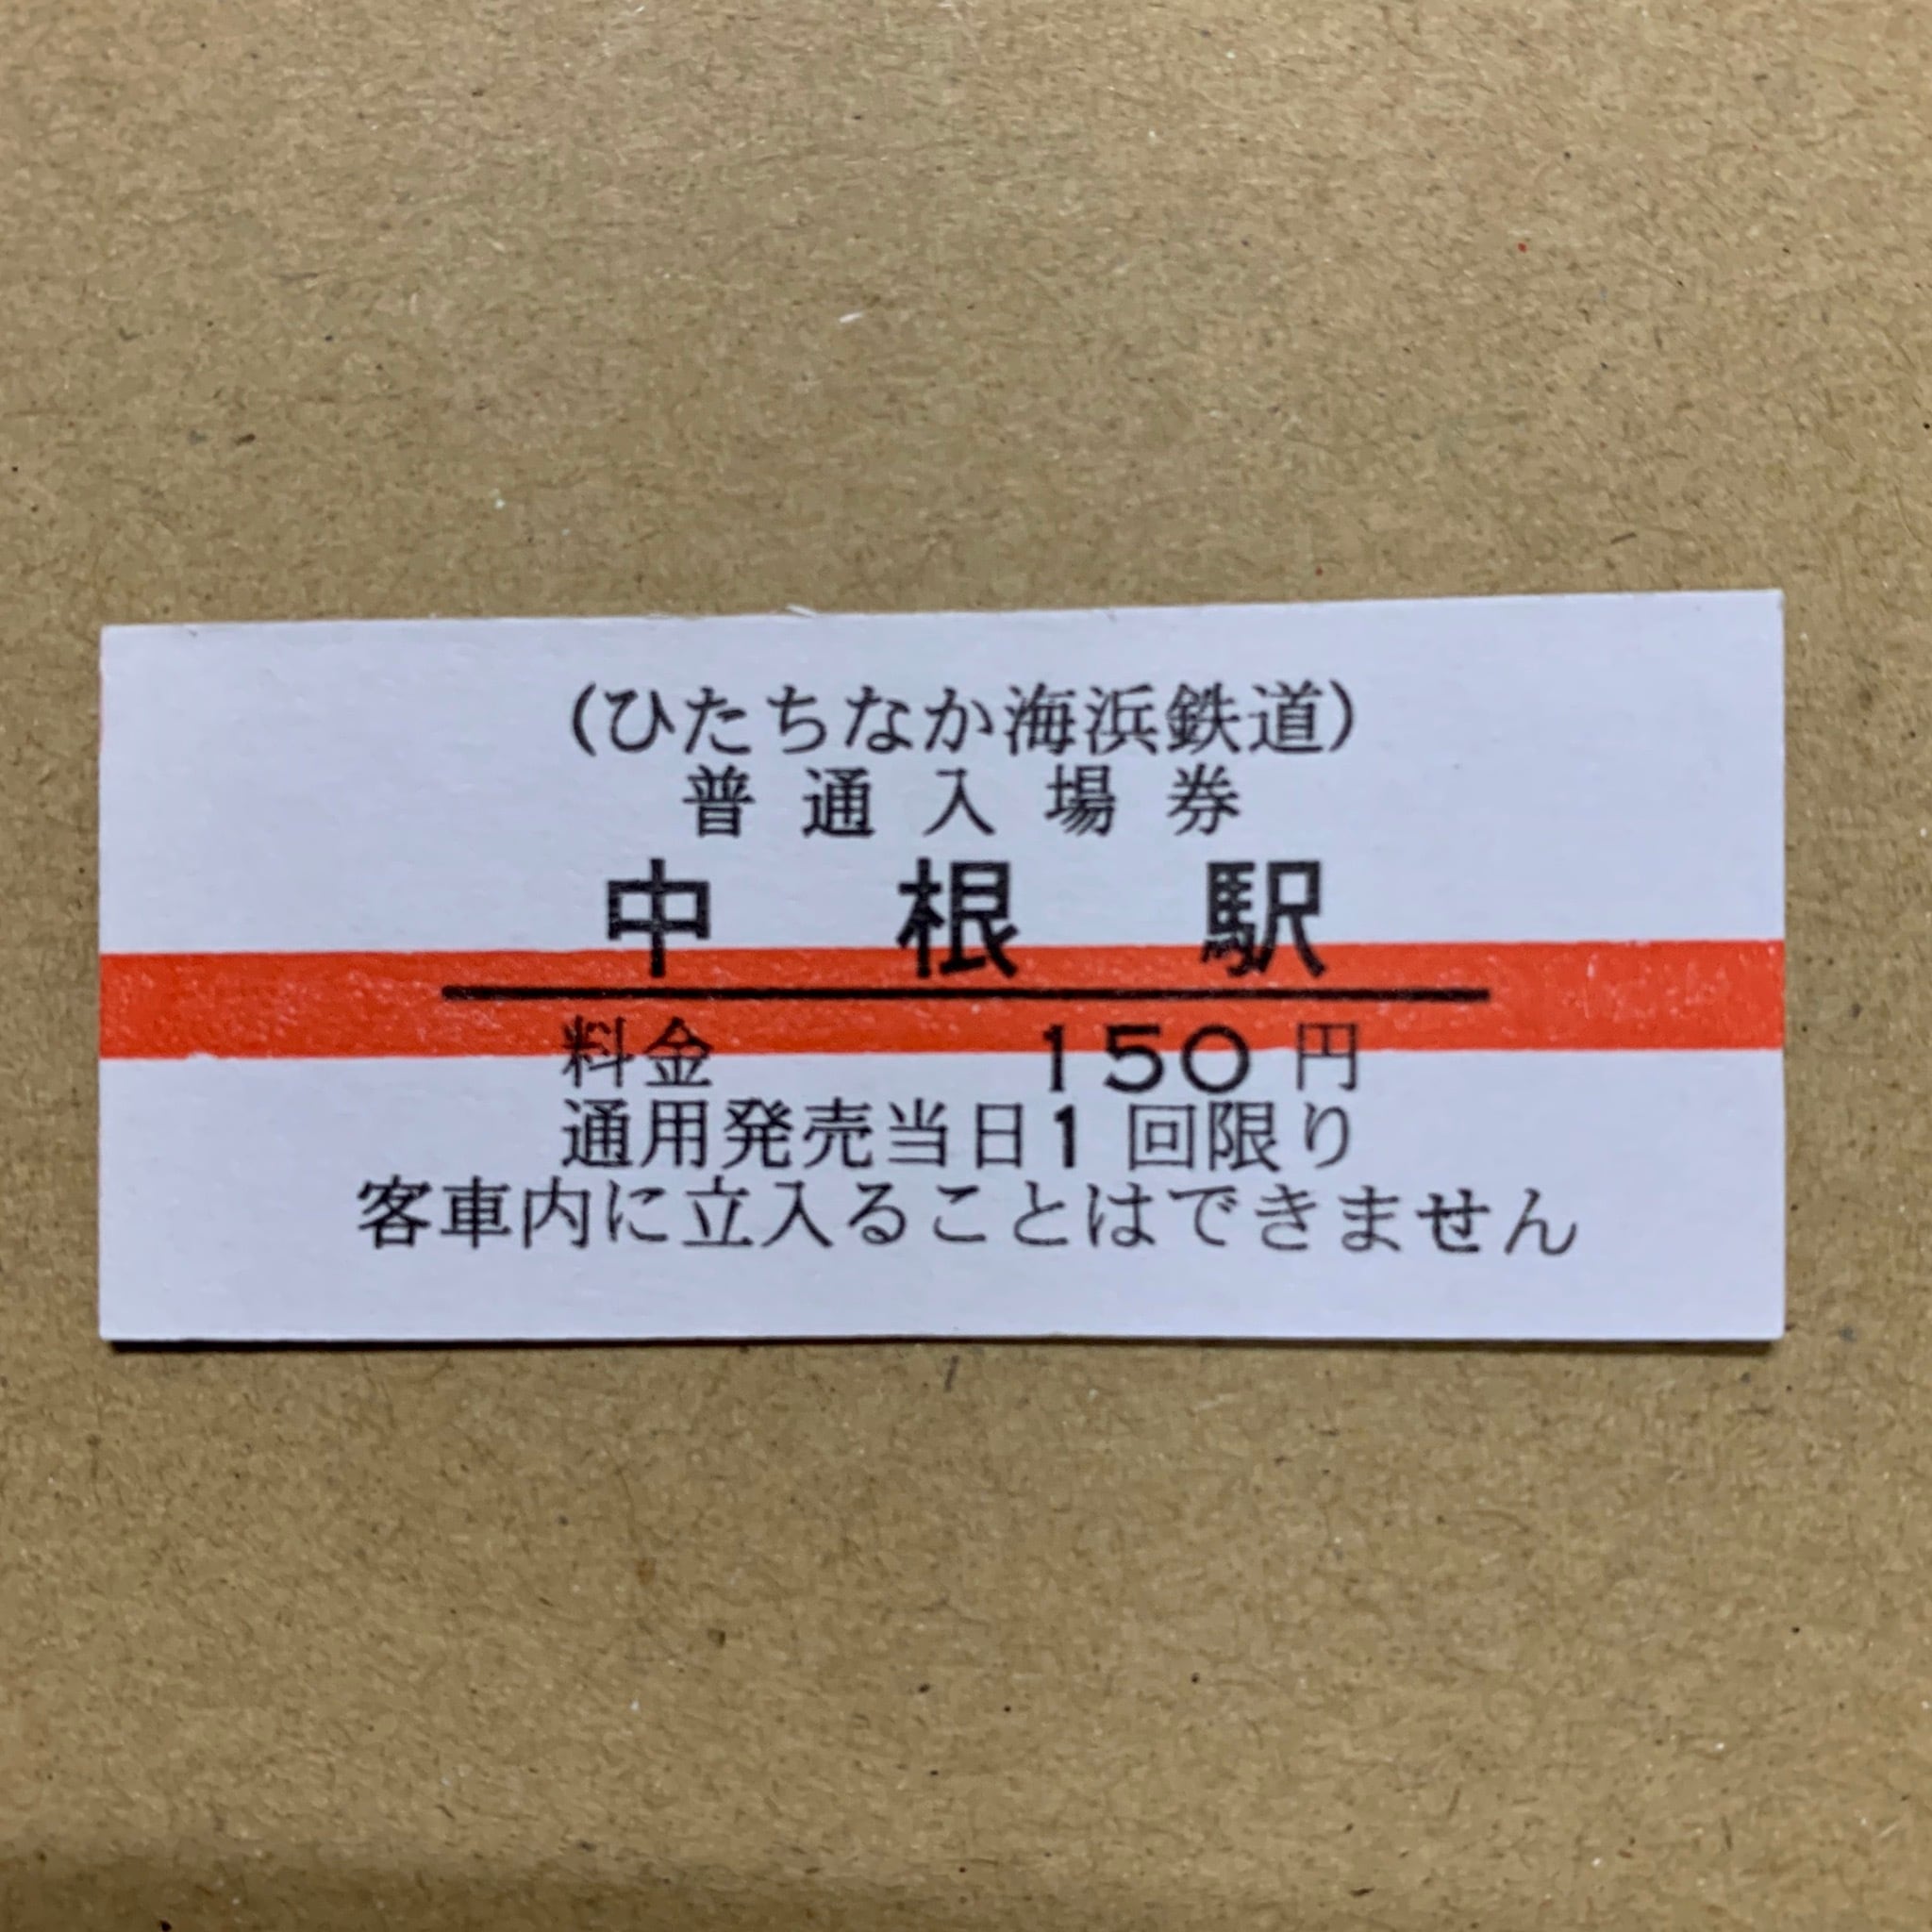 (ひたちなか海浜鉄道)
普通入場券
中根駅
料金 150円
通用発売当日1回限り
客車内に立入ることはできません